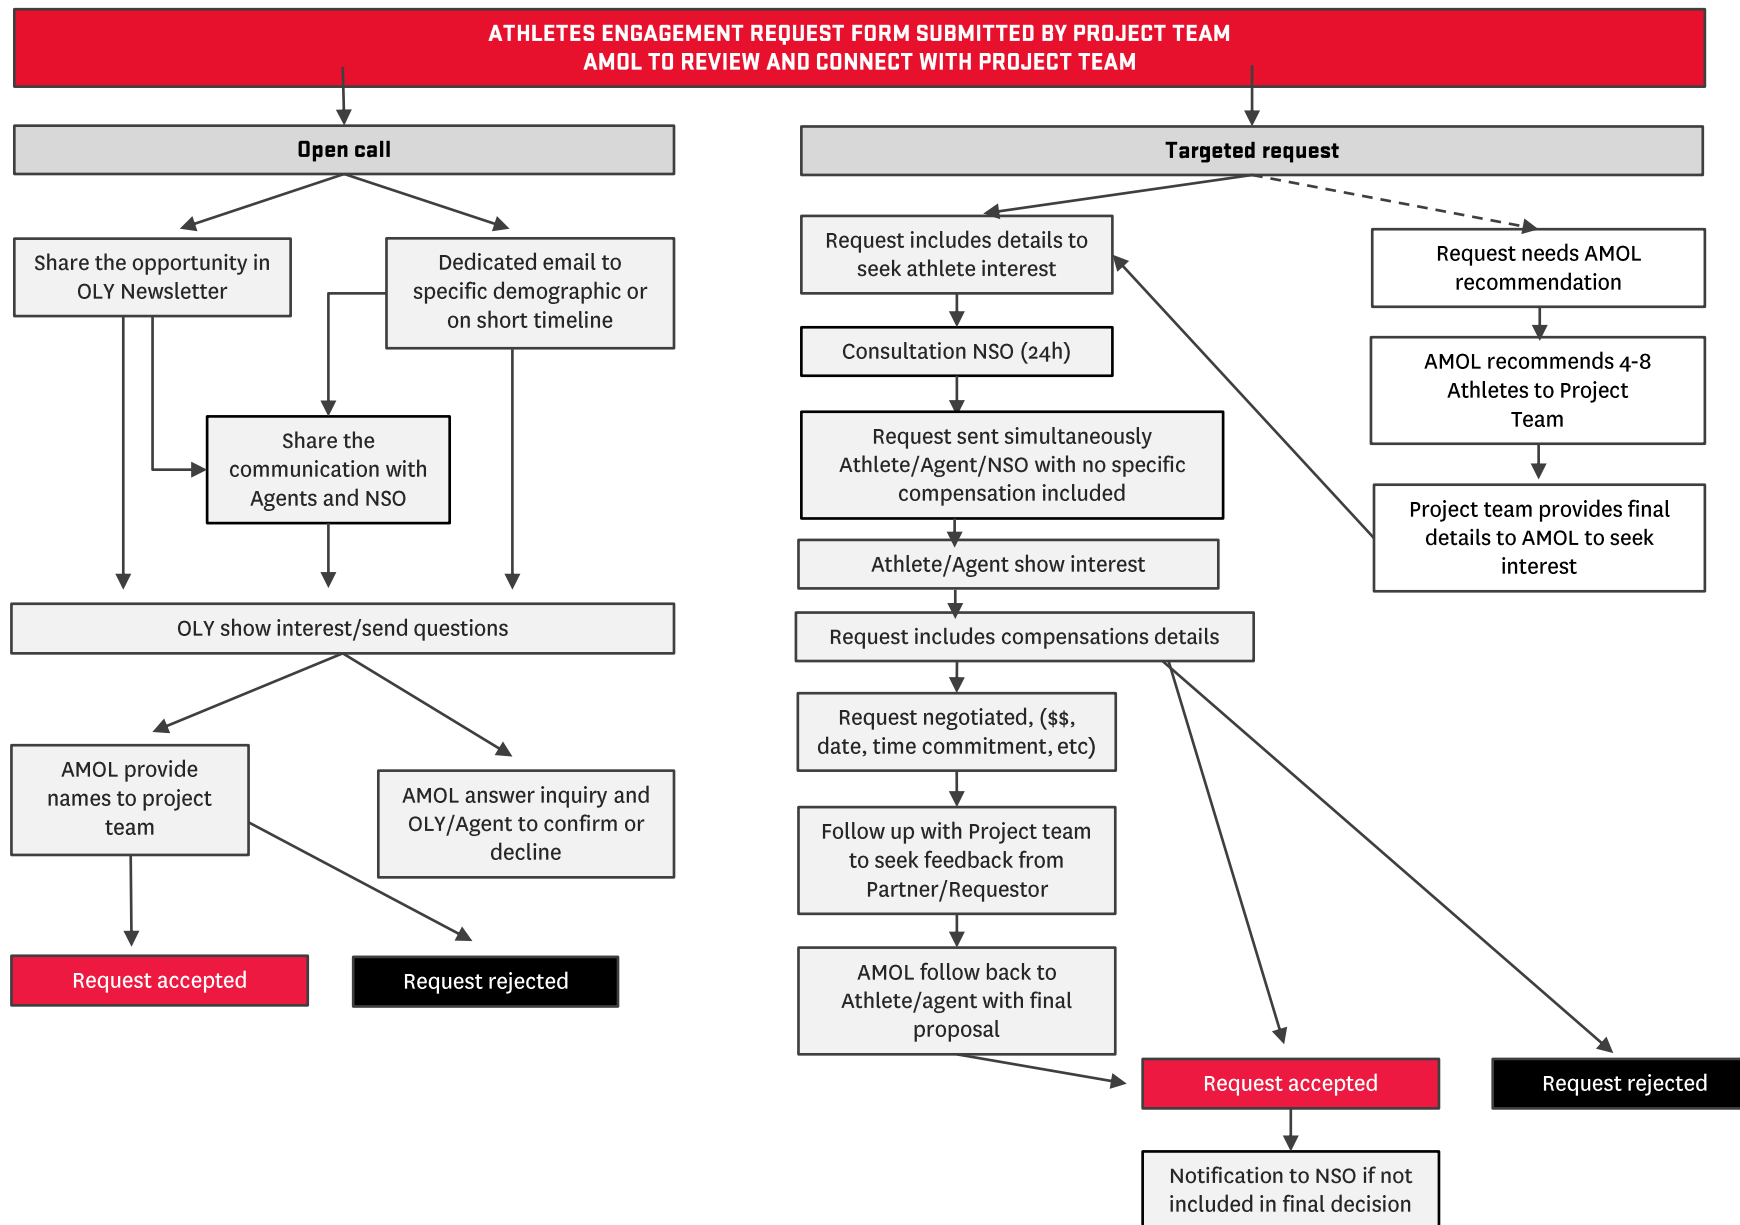 ATHLETES ENGAGEMENT REQUEST FORM SUBMITTED BY PROJECT TEAM
AMOL TO REVIEW AND CONNECT WITH PROJECT TEAM
Open call
Share the opportunity in
OLY Newsletter
Dedicated email to
specific demographic or
on short timeline
Share the
communication with
Agents and NSO
OLY show interest/send questions
AMOL provide
names to project
team
AMOL answer inquiry and
OLY/Agent to confirm or
decline
Request accepted
Request rejected
Targeted request
Request includes details to
seek athlete interest
Consultation NSO (24h)
Request sent simultaneously
Athlete/Agent/NSO with no specific
compensation included
Athlete/Agent show interest
Request includes compensations details
Request negotiated, ($$,
date, time commitment, etc)
Follow up with Project team
to seek feedback from
Partner/Requestor
AMOL follow back to
Athlete/agent with final
proposal
Request needs AMOL
recommendation
AMOL recommends 4-8
Athletes to Project
Team
Project team provides final
details to AMOL to seek
interest
Request accepted
Request rejected
Notification to NSO if not
included in final decision